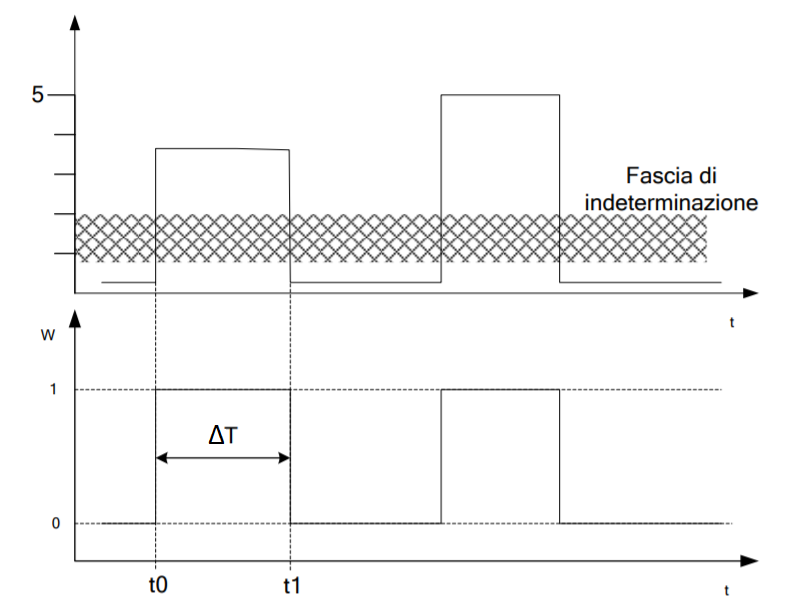 5
Fascia di
indeterminazione
t
W
1
ΔT
0
t0
t1
t